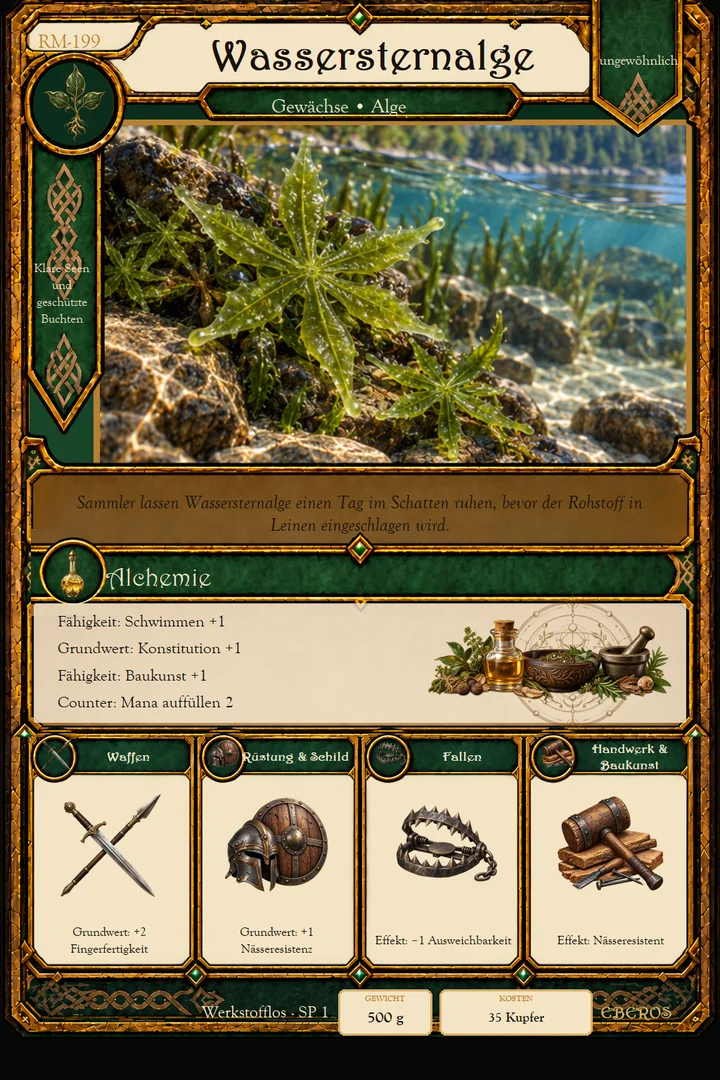 RM-199
Wassersternalge
ungewöhnlich
Gewächse • Alge
Klare Seen
und
geschützte
Buchten
Sammler lassen Wassersternalge einen Tag im Schatten ruhen, bevor der Rohstoff in
Leinen eingeschlagen wird.
Alchemie
Fähigkeit: Schwimmen +1
Grundwert: Konstitution +1
Fähigkeit: Baukunst +1
Counter: Mana auffüllen 2
Waffen
Rüstung & Schild
Fallen
Handwerk &
Baukunst
Grundwert: +2
Fingerfertigkeit
Grundwert: +1
Nässeresistenz
Effekt: −1 Ausweichbarkeit
Effekt: Nässeresistent
Werkstofflos · SP 1
GEWICHT
500 g
KOSTEN
35 Kupfer
EBEROS